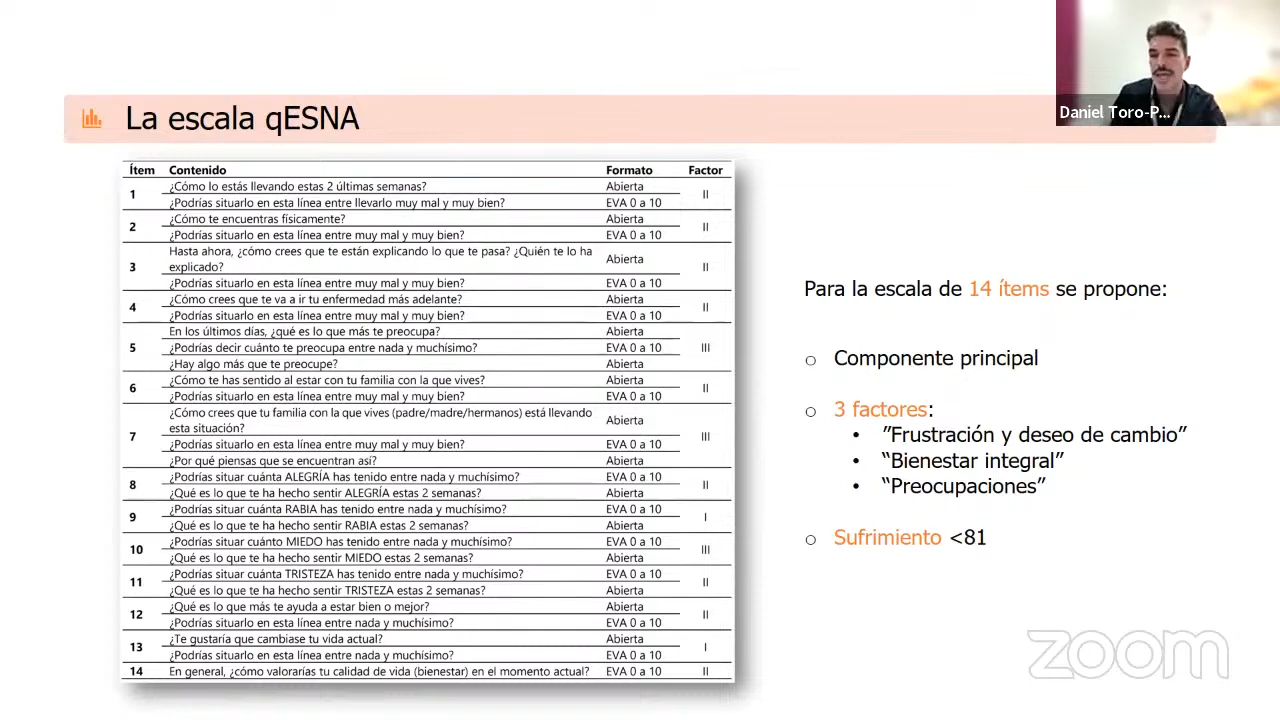 Daniel Toro-P...
La escala qESNA
Ítem Contenido Formato Factor
1 ¿Cómo lo estás llevando estas 2 últimas semanas? Abierta II
¿Podrías situarlo en esta línea entre llevarlo muy mal y muy bien? EVA 0 a 10
2 ¿Cómo te encuentras físicamente? Abierta II
¿Podrías situarlo en esta línea entre muy mal y muy bien? EVA 0 a 10
3 Hasta ahora, ¿cómo crees que te están explicando lo que te pasa? ¿Quién te lo ha
explicado? Abierta II
¿Podrías situarlo en esta línea entre muy mal y muy bien? EVA 0 a 10
4 ¿Cómo crees que te va a ir tu enfermedad más adelante? Abierta II
¿Podrías situarlo en esta línea entre muy mal y muy bien? EVA 0 a 10
5 En los últimos días, ¿qué es lo que más te preocupa? Abierta III
¿Podrías decir cuánto te preocupa entre nada y muchísimo? EVA 0 a 10
¿Hay algo más que te preocupe? Abierta
6 ¿Cómo te has sentido al estar con tu familia con la que vives? Abierta II
¿Podrías situarlo en esta línea entre muy mal y muy bien? EVA 0 a 10
7 ¿Cómo crees que tu familia con la que vives (padre/madre/hermanos) está llevando
esta situación? Abierta III
¿Podrías situarlo en esta línea entre muy mal y muy bien? EVA 0 a 10
¿Por qué piensas que se encuentran así? Abierta
8 ¿Podrías situar cuánta ALEGRÍA has tenido entre nada y muchísimo? EVA 0 a 10 II
¿Qué es lo que te ha hecho sentir ALEGRÍA estas 2 semanas? Abierta
9 ¿Podrías situar cuánta RABIA has tenido entre nada y muchísimo? EVA 0 a 10 I
¿Qué es lo que te ha hecho sentir RABIA estas 2 semanas? Abierta
10 ¿Podrías situar cuánto MIEDO has tenido entre nada y muchísimo? EVA 0 a 10 III
¿Qué es lo que te ha hecho sentir MIEDO estas 2 semanas? Abierta
11 ¿Podrías situar cuánta TRISTEZA has tenido entre nada y muchísimo? EVA 0 a 10 II
¿Qué es lo que te ha hecho sentir TRISTEZA estas 2 semanas? Abierta
12 ¿Qué es lo que más te ayuda a estar bien o mejor? Abierta II
¿Podrías situarlo en esta línea entre nada y muchísimo? EVA 0 a 10
13 ¿Te gustaría que cambiase tu vida actual? Abierta I
¿Podrías situarlo en esta línea entre nada y muchísimo? EVA 0 a 10
14 En general, ¿cómo valorarías tu calidad de vida (bienestar) en el momento actual? EVA 0 a 10 II
Para la escala de 14 ítems se propone:
o Componente principal
o 3 factores:
• ”Frustración y deseo de cambio”
• “Bienestar integral”
• “Preocupaciones”
o Sufrimiento <81
zoom